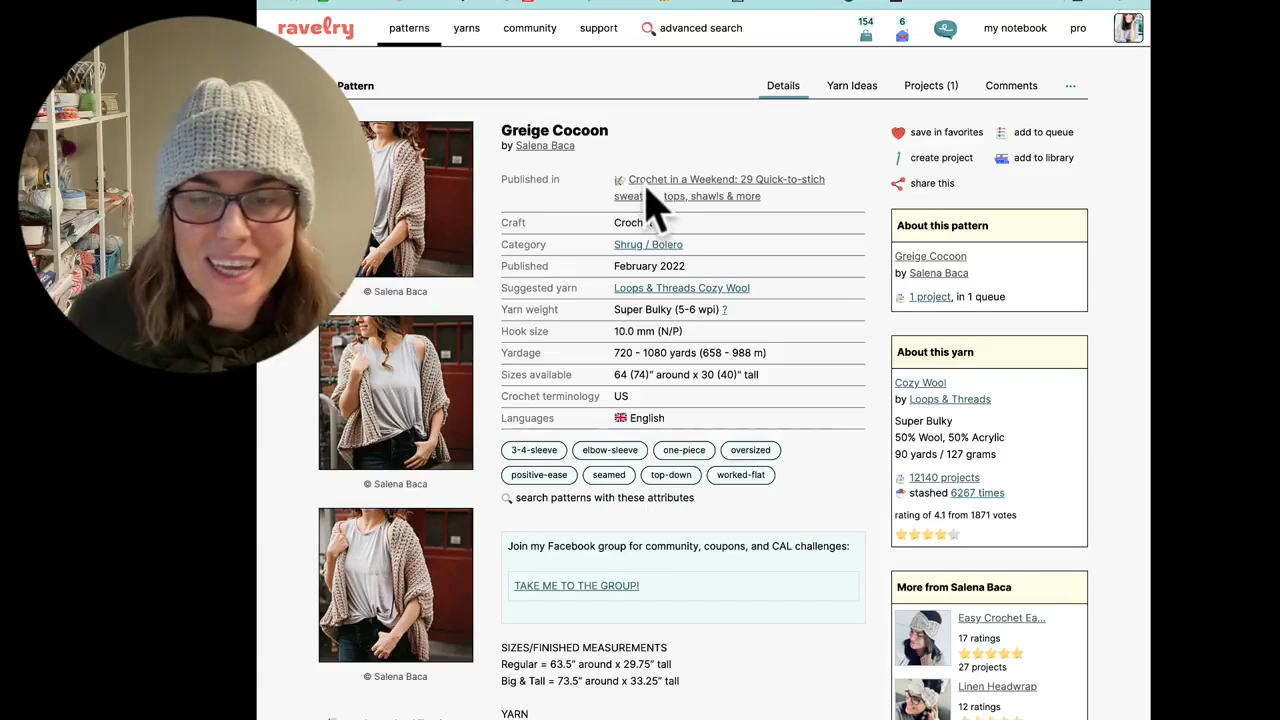 ravelry
patterns
yarns
community
support
advanced search
154
6
my notebook
pro
Pattern
Details
Yarn Ideas
Projects (1)
Comments
...
Greige Cocoon
by Salena Baca
Published in
Crochet in a Weekend: 29 Quick-to-stich
tops, shawls & more
Craft
Category
Shrug / Bolero
Published
February 2022
Suggested yarn
Loops & Threads Cozy Wool
Yarn weight
Super Bulky (5-6 wpi) ?
Hook size
10.0 mm (N/P)
Yardage
720 - 1080 yards (658 - 988 m)
Sizes available
64 (74)" around x 30 (40)" tall
Crochet terminology
US
Languages
English
3-4-sleeve
elbow-sleeve
one-piece
oversized
positive-ease
seamed
top-down
worked-flat
search patterns with these attributes
Join my Facebook group for community, coupons, and CAL challenges:
TAKE ME TO THE GROUP!
SIZES/FINISHED MEASUREMENTS
Regular = 63.5" around x 29.75" tall
Big & Tall = 73.5" around x 33.25" tall
YARN
© Salena Baca
© Salena Baca
© Salena Baca
save in favorites
add to queue
create project
add to library
share this
About this pattern
Greige Cocoon
by Salena Baca
1 project, in 1 queue
About this yarn
Cozy Wool
by Loops & Threads
Super Bulky
50% Wool, 50% Acrylic
90 yards / 127 grams
12140 projects
stashed 6267 times
rating of 4.1 from 1871 votes
More from Salena Baca
Easy Crochet Ea...
17 ratings
27 projects
Linen Headwrap
12 ratings